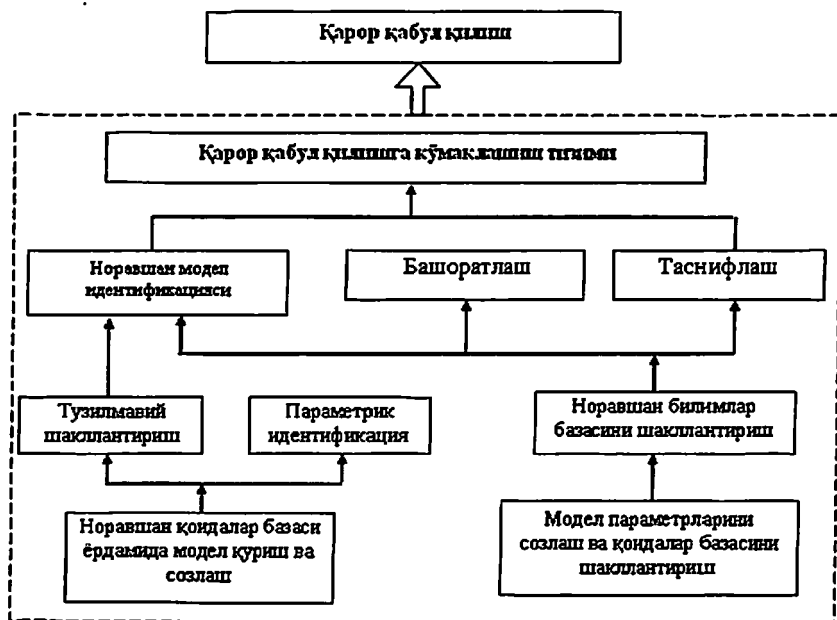 Қарор қабул қилиш
Қарор қабул қилишга кўмаклашиш тизими
Норавшан модел
идентификацияси
Башоратлаш
Таснифлаш
Тузилмавий
шакллантириш
Параметрик
идентификация
Норавшан билимлар
базасини шакллантириш
Норавшан қоидалар базаси
ёрдамида модел қуриш ва
созлаш
Модел параметрларини
созлаш ва қоидалар базасини
шакллантириш